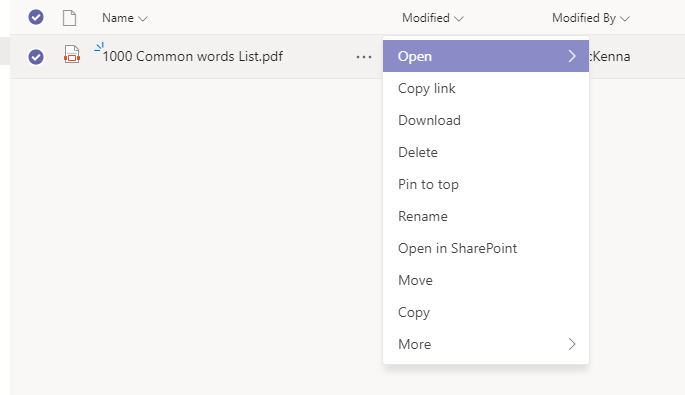 Name Modified Modified By
1000 Common words List.pdf ... Open cKenna
Copy link
Download
Delete
Pin to top
Rename
Open in SharePoint
Move
Copy
More